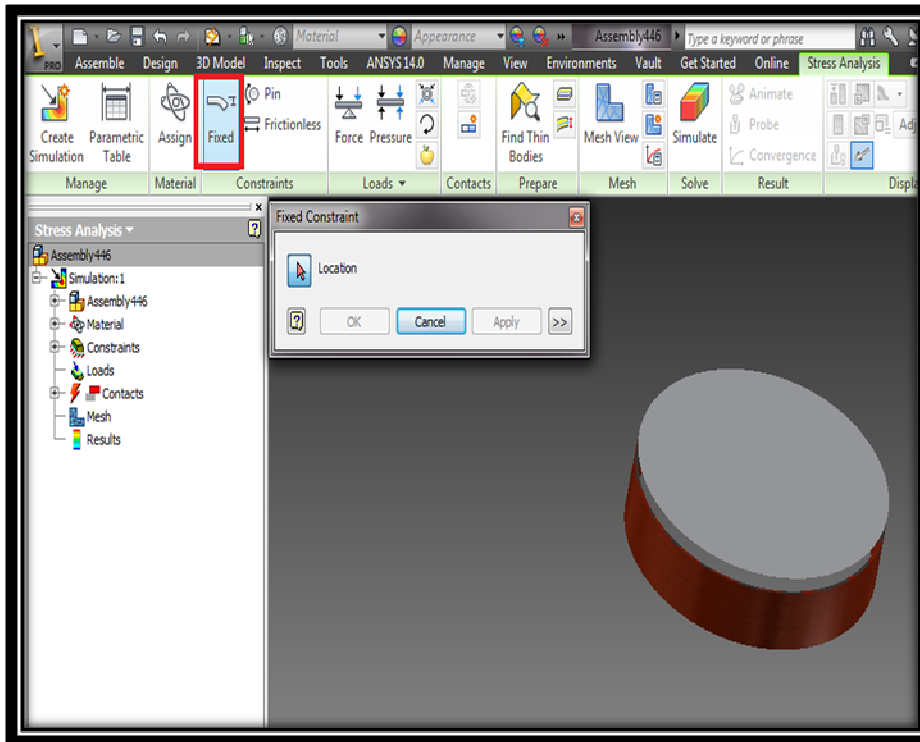 Material Appearance Assembly446 Type a keyword or phrase
PRO Assemble Design 3D Model Inspect Tools ANSYS 14.0 Manage View Environments Vault Get Started Online Stress Analysis
Create Simulation
Parametric Table
Assign
Fixed
Pin
Frictionless
Force
Pressure
Find Thin Bodies
Mesh View
Simulate
Animate
Probe
Convergence
Adj
Manage Material Constraints Loads Contacts Prepare Mesh Solve Result Displa
Stress Analysis
Assembly446
Simulation:1
Assembly446
Material
Constraints
Loads
Contacts
Mesh
Results
Fixed Constraint
Location
OK Cancel Apply >>